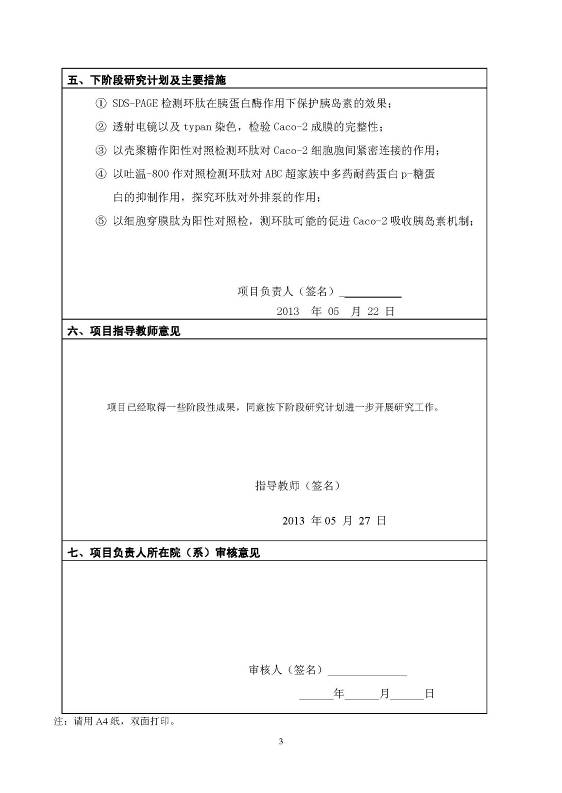 五、下阶段研究计划及主要措施
① SDS-PAGE 检测环肽在胰蛋白酶作用下保护胰岛素的效果；
② 透射电镜以及 typan 染色，检验 Caco-2 成膜的完整性；
③ 以壳聚糖作阳性对照检测环肽对 Caco-2 细胞胞间紧密连接的作用；
④ 以吐温-800 作对照检测环肽对 ABC 超家族中多药耐药蛋白 p-糖蛋
白的抑制作用，探究环肽对外排泵的作用；
⑤ 以细胞穿膜肽为阳性对照检，测环肽可能的促进 Caco-2 吸收胰岛素机制；
项目负责人（签名）___________
2013 年 05 月 22 日
六、项目指导教师意见
项目已经取得一些阶段性成果，同意按下阶段研究计划进一步开展研究工作。
指导教师（签名）
2013 年 05 月 27 日
七、项目负责人所在院（系）审核意见
审核人（签名）______________
______年______月______日
注：请用 A4 纸，双面打印。
3